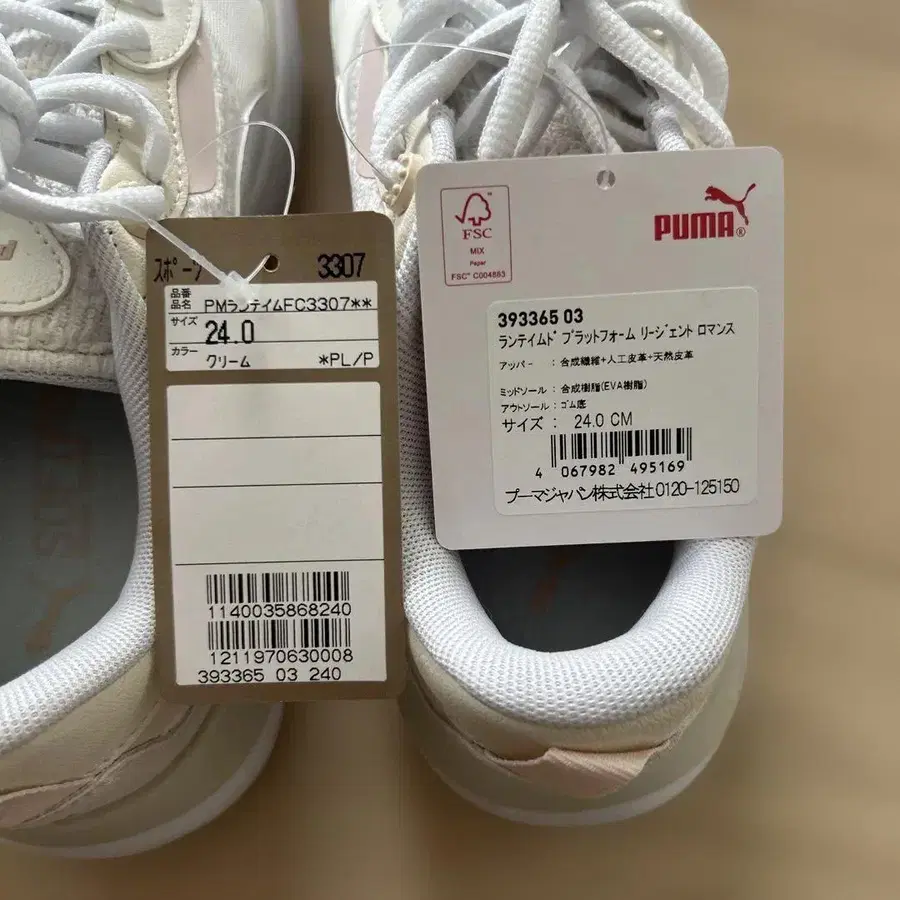 スポーツ 3307
品番
品名 PMランテイムFC3307**
サイズ 24.0
カラー クリーム *PL/P
1140035868240
1211970630008
393365 03 240
FSC
MIX
Paper
FSC™ C004883
PUMA®
393365 03
ランテイムド プラットフォーム リージェント ロマンス
アッパー : 合成繊維+人工皮革+天然皮革
ミッドソール : 合成樹脂(EVA樹脂)
アウトソール : ゴム底
サイズ : 24.0 CM
4 067982 495169
プーマジャパン株式会社 0120-125150